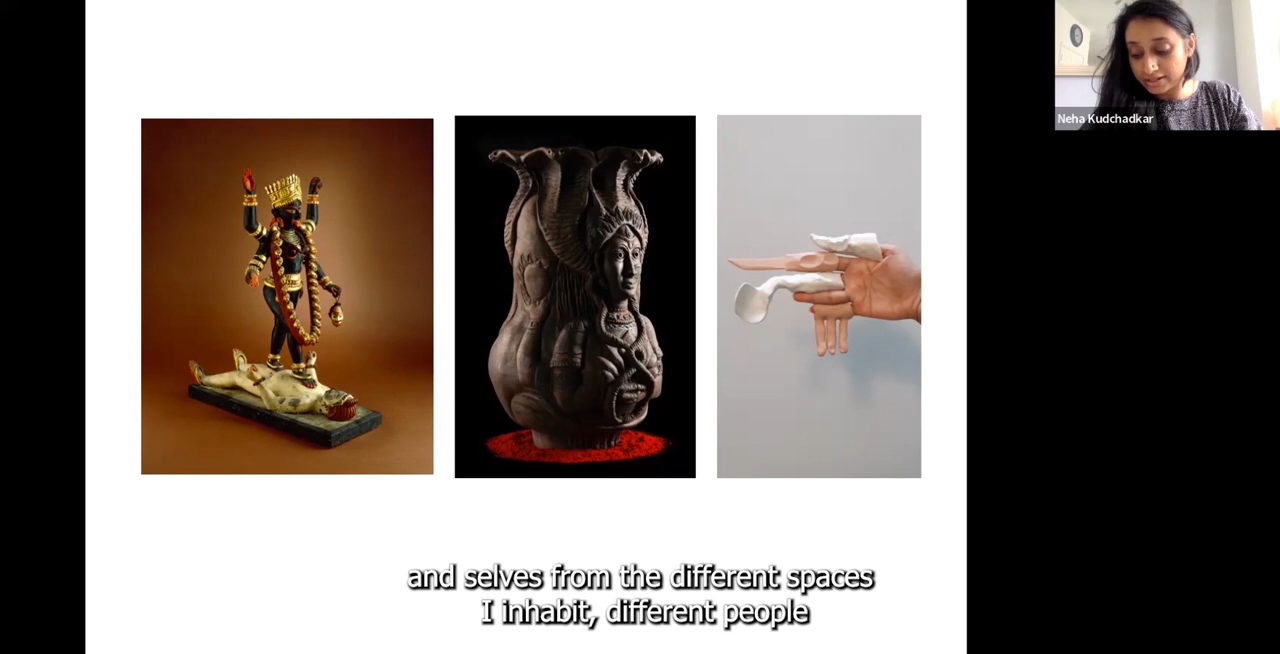 Neha Kudchadkar
and selves from the different spaces
I inhabit, different people